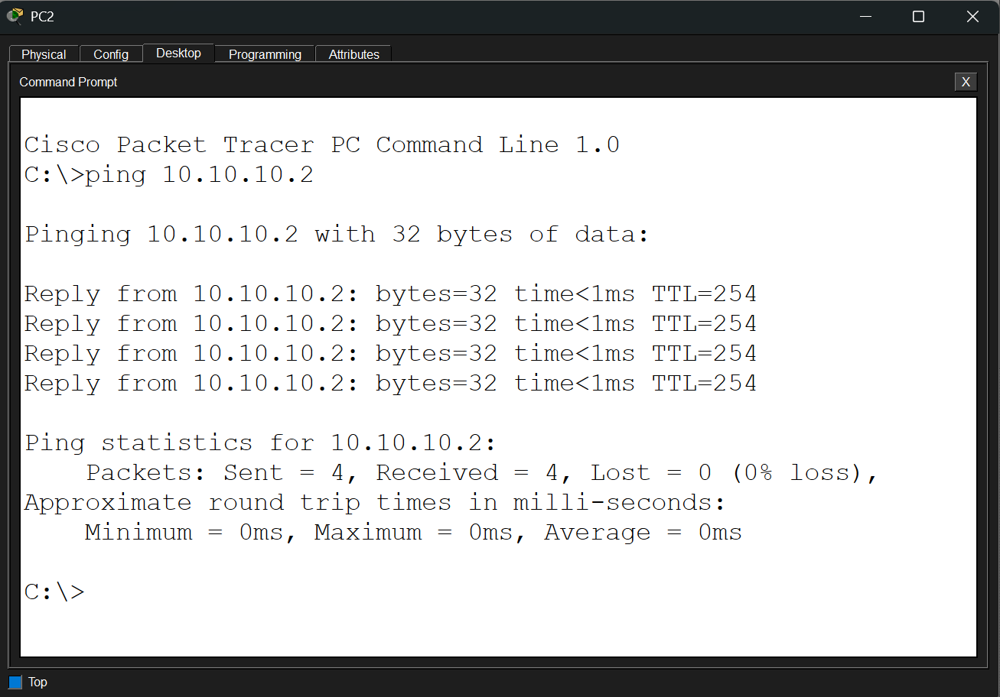 PC2
Physical Config Desktop Programming Attributes
Command Prompt X
Cisco Packet Tracer PC Command Line 1.0
C:\>ping 10.10.10.2
Pinging 10.10.10.2 with 32 bytes of data:
Reply from 10.10.10.2: bytes=32 time<1ms TTL=254
Reply from 10.10.10.2: bytes=32 time<1ms TTL=254
Reply from 10.10.10.2: bytes=32 time<1ms TTL=254
Reply from 10.10.10.2: bytes=32 time<1ms TTL=254
Ping statistics for 10.10.10.2:
Packets: Sent = 4, Received = 4, Lost = 0 (0% loss),
Approximate round trip times in milli-seconds:
Minimum = 0ms, Maximum = 0ms, Average = 0ms
C:\>
Top